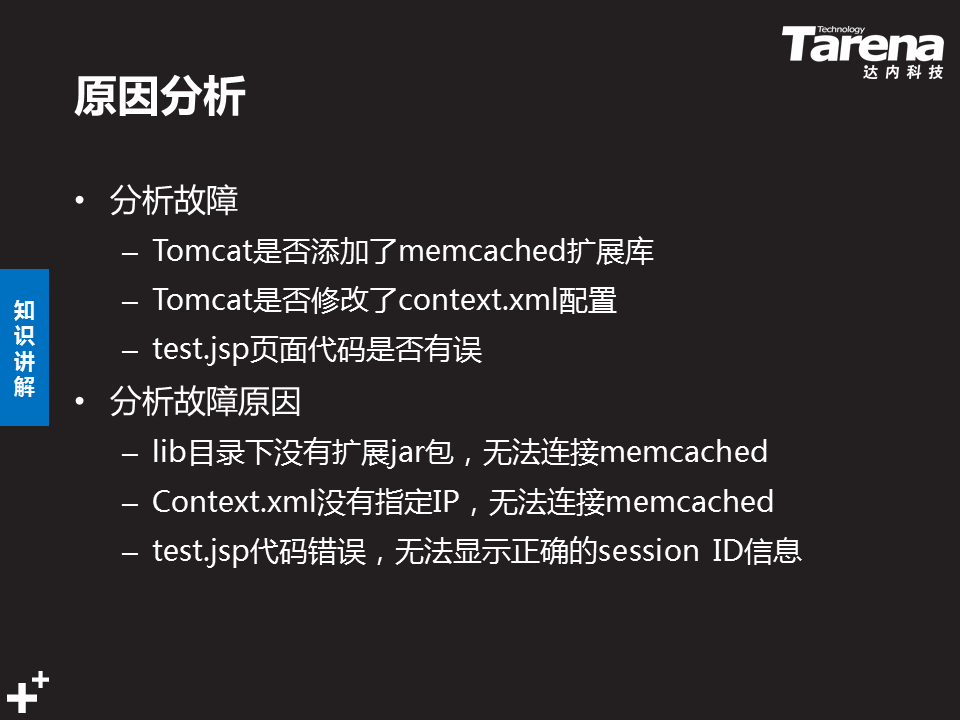 Technology
Tarena
达内科技
原因分析
• 分析故障
– Tomcat是否添加了memcached扩展库
– Tomcat是否修改了context.xml配置
– test.jsp页面代码是否有误
知识讲解
• 分析故障原因
– lib目录下没有扩展jar包，无法连接memcached
– Context.xml没有指定IP，无法连接memcached
– test.jsp代码错误，无法显示正确的session ID信息